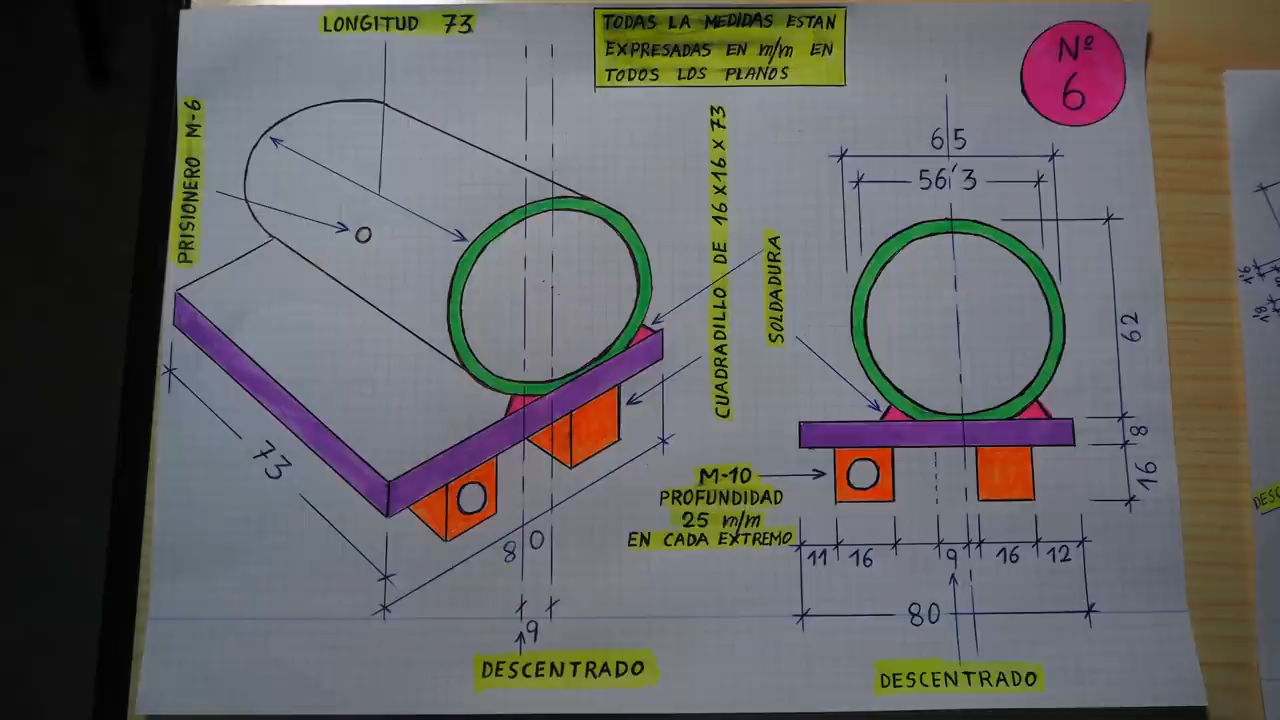 LONGITUD 73
TODAS LA MEDIDAS ESTAN
EXPRESADAS EN m/m EN
TODOS LOS PLANOS
Nº
6
PRISIONERO M-6
CUADRADILLO DE 16x16x73
SOLDADURA
65
56'3
62
8
16
73
80
9
DESCENTRADO
M-10
PROFUNDIDAD
25 m/m
EN CADA EXTREMO
11 16 9 16 12
80
DESCENTRADO